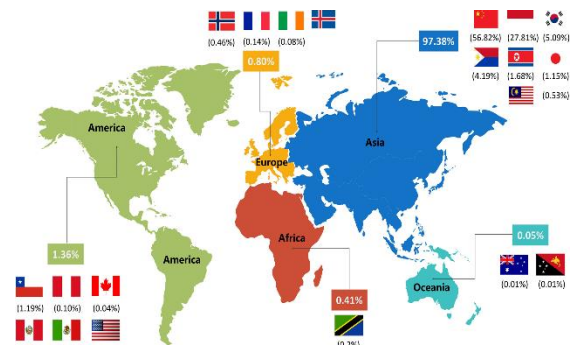 (0.46%) (0.14%) (0.08%)
0.80%
97.38%
(56.82%) (27.81%) (5.09%)
(4.19%) (1.68%) (1.15%)
(0.53%)
America
Europe
Asia
1.36%
America
Africa
0.05%
Oceania
0.41%
(0.01%) (0.01%)
(1.19%) (0.10%) (0.04%)
(0.2%)